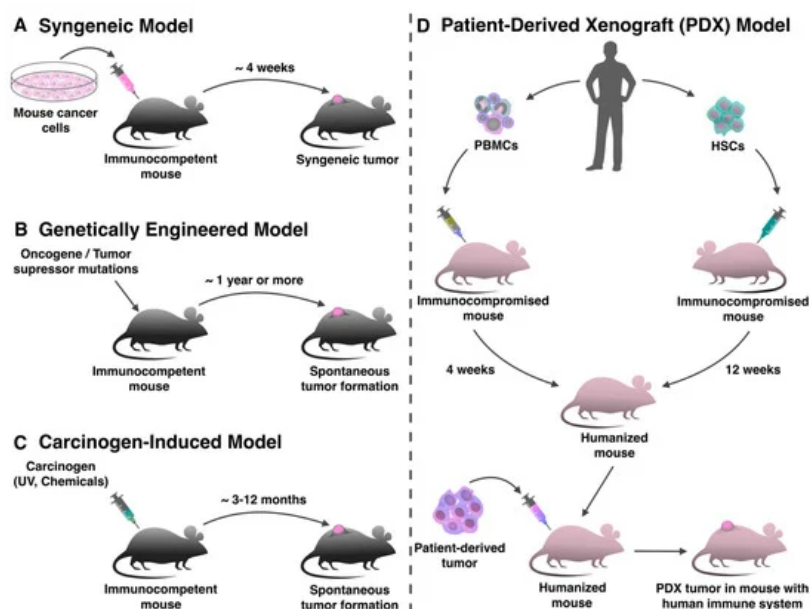 A Syngeneic Model
~ 4 weeks
Mouse cancer
cells
Immunocompetent
mouse
Syngeneic tumor
B Genetically Engineered Model
Oncogene / Tumor
supressor mutations
~ 1 year or more
Immunocompetent
mouse
Spontaneous
tumor formation
C Carcinogen-Induced Model
Carcinogen
(UV, Chemicals)
~ 3-12 months
Immunocompetent
mouse
Spontaneous
tumor formation
D Patient-Derived Xenograft (PDX) Model
PBMCs
HSCs
Immunocompromised
mouse
Immunocompromised
mouse
4 weeks
12 weeks
Humanized
mouse
Patient-derived
tumor
Humanized
mouse
PDX tumor in mouse with
human immune system